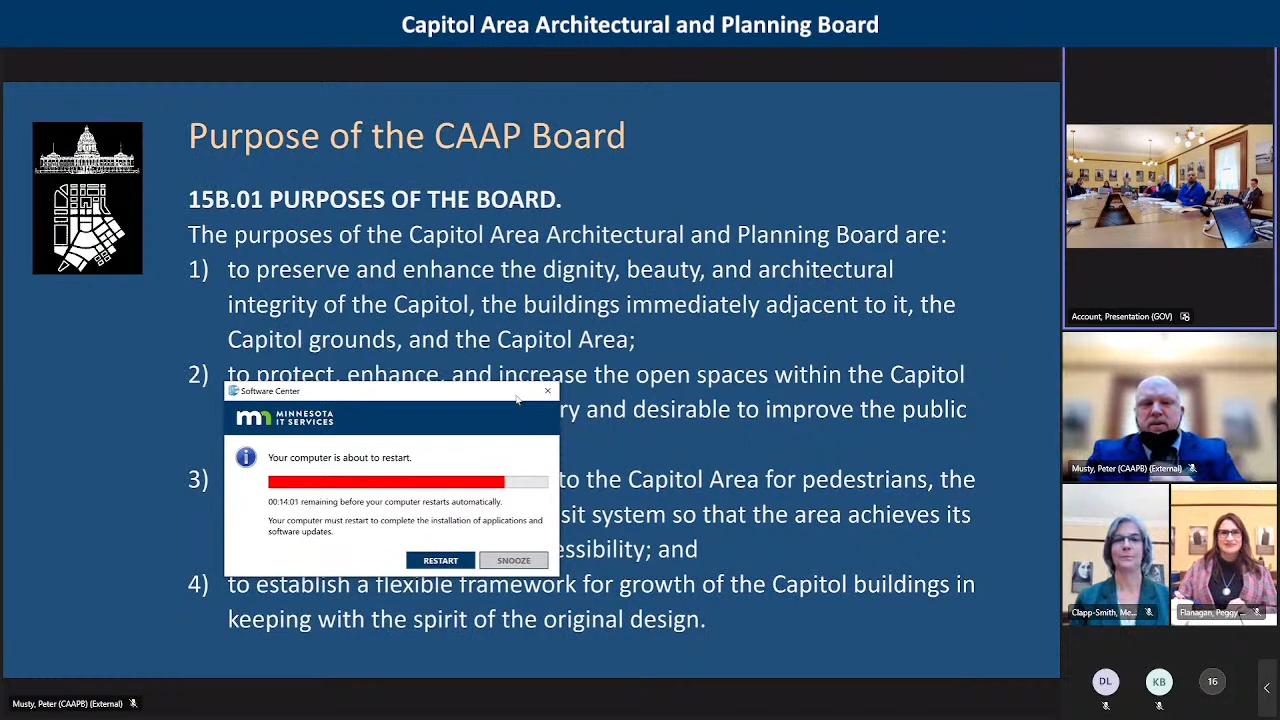 Capitol Area Architectural and Planning Board
Purpose of the CAAP Board
15B.01 PURPOSES OF THE BOARD.
The purposes of the Capitol Area Architectural and Planning Board are:
1) to preserve and enhance the dignity, beauty, and architectural
integrity of the Capitol, the buildings immediately adjacent to it, the
Capitol grounds, and the Capitol Area;
2) to protect, enhance, and increase the open spaces within the Capitol
ry and desirable to improve the public
3) to the Capitol Area for pedestrians, the
sit system so that the area achieves its
essibility; and
4) to establish a flexible framework for growth of the Capitol buildings in
keeping with the spirit of the original design.
Software Center
MINNESOTA
IT SERVICES
Your computer is about to restart.
00:14:01 remaining before your computer restarts automatically.
Your computer must restart to complete the installation of applications and
software updates.
RESTART SNOOZE
Account, Presentation (GOV)
Musty, Peter (CAAPB) (External)
Clapp-Smith, Me...
Flanagan, Peggy ...
DL KB 16
Musty, Peter (CAAPB) (External)